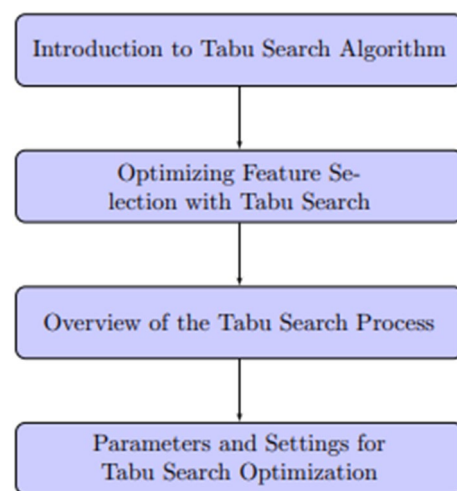 Introduction to Tabu Search Algorithm
Optimizing Feature Se-
lection with Tabu Search
Overview of the Tabu Search Process
Parameters and Settings for
Tabu Search Optimization